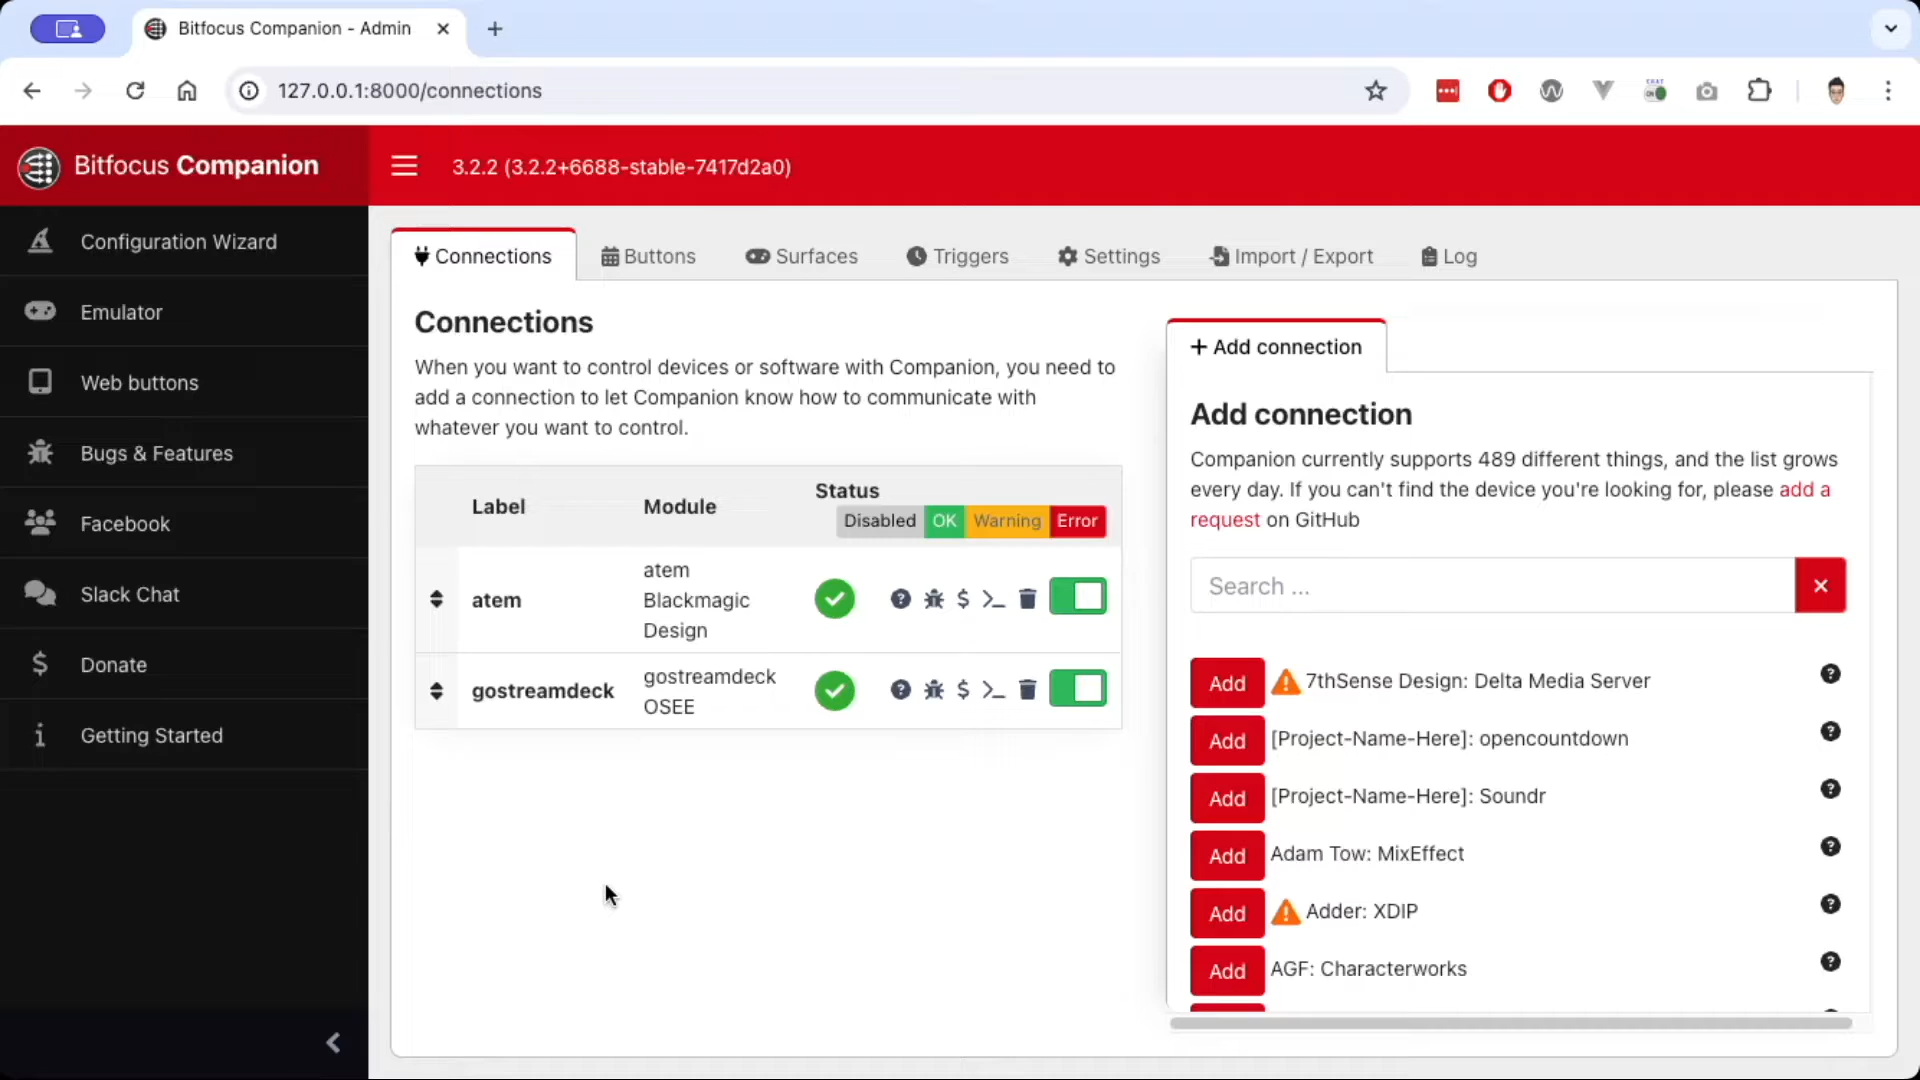 Bitfocus Companion - Admin
127.0.0.1:8000/connections
Bitfocus Companion
3.2.2 (3.2.2+6688-stable-7417d2a0)
Configuration Wizard
Emulator
Web buttons
Bugs & Features
Facebook
Slack Chat
Donate
Getting Started
Connections
Buttons
Surfaces
Triggers
Settings
Import / Export
Log
Connections
When you want to control devices or software with Companion, you need to
add a connection to let Companion know how to communicate with
whatever you want to control.
Label
Module
Status
Disabled
OK
Warning
Error
atem
atem
Blackmagic
Design
gostreamdeck
gostreamdeck
OSEE
+ Add connection
Add connection
Companion currently supports 489 different things, and the list grows
every day. If you can't find the device you're looking for, please add a
request on GitHub
Search ...
Add 7thSense Design: Delta Media Server
Add [Project-Name-Here]: opencountdown
Add [Project-Name-Here]: Soundr
Add Adam Tow: MixEffect
Add Adder: XDIP
Add AGF: Characterworks